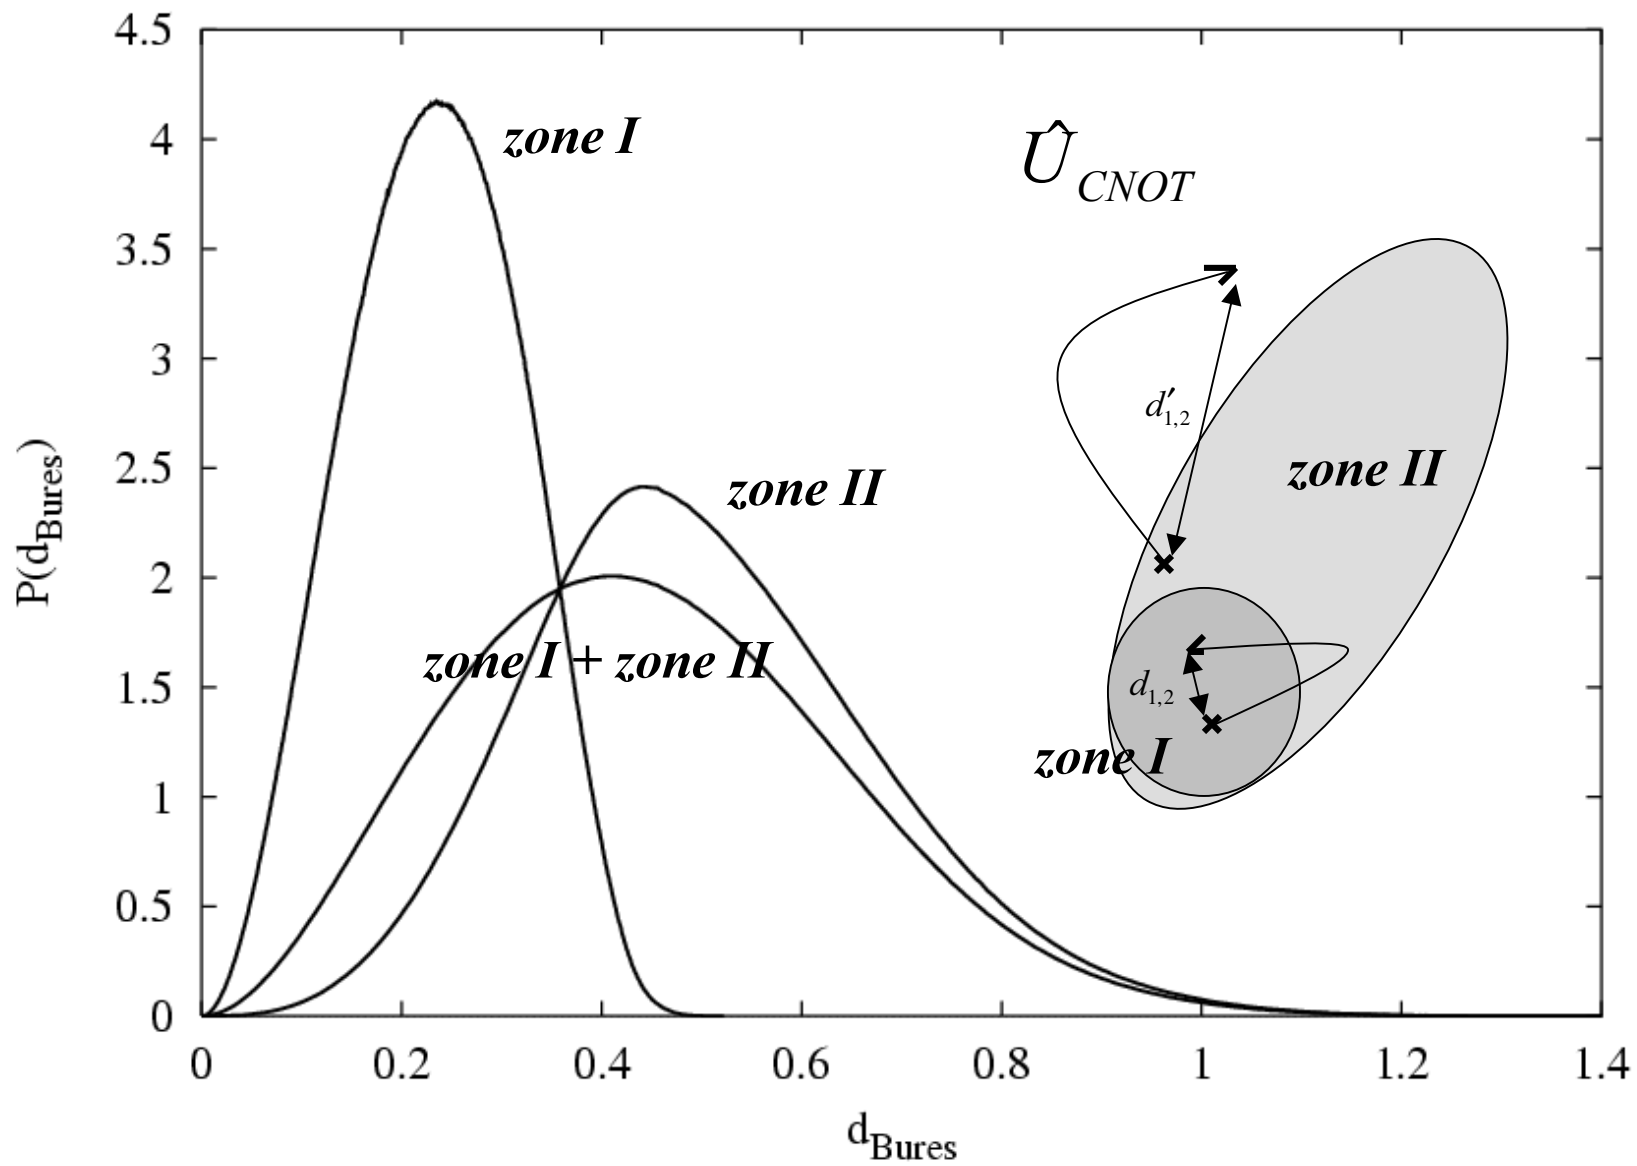 4.5
4
3.5
3
2.5
2
1.5
1
0.5
0
P(d_Bures)
zone I
Û_CNOT
d′_1,2
zone II
zone II
zone I + zone II
d_1,2
zone I
0 0.2 0.4 0.6 0.8 1 1.2 1.4
d_Bures